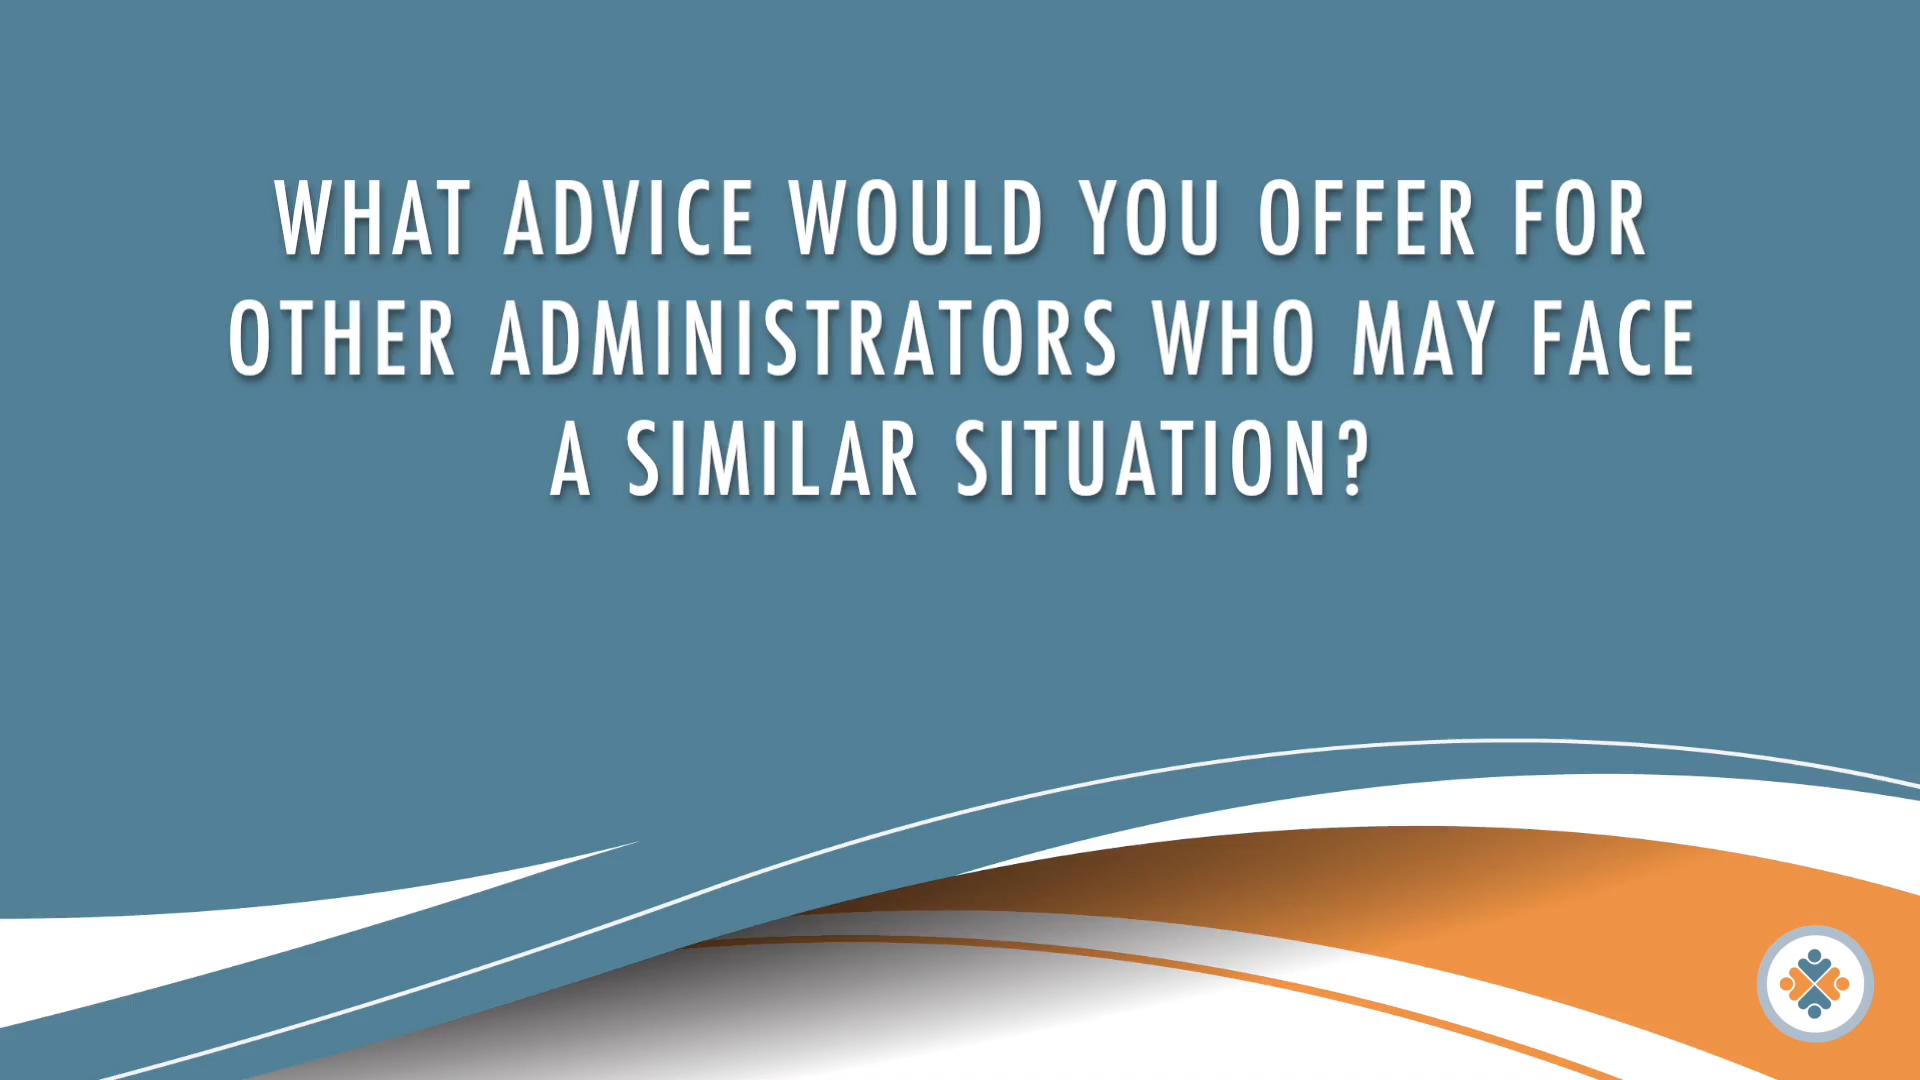 WHAT ADVICE WOULD YOU OFFER FOR
OTHER ADMINISTRATORS WHO MAY FACE
A SIMILAR SITUATION?